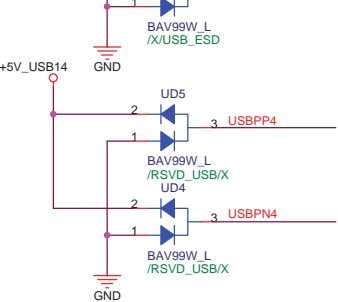 1
BAV99W_L
/X/USB_ESD
+5V_USB14
GND
UD5
2
3
USBPP4
1
BAV99W_L
/RSVD_USB/X
UD4
2
3
USBPN4
1
BAV99W_L
/RSVD_USB/X
GND